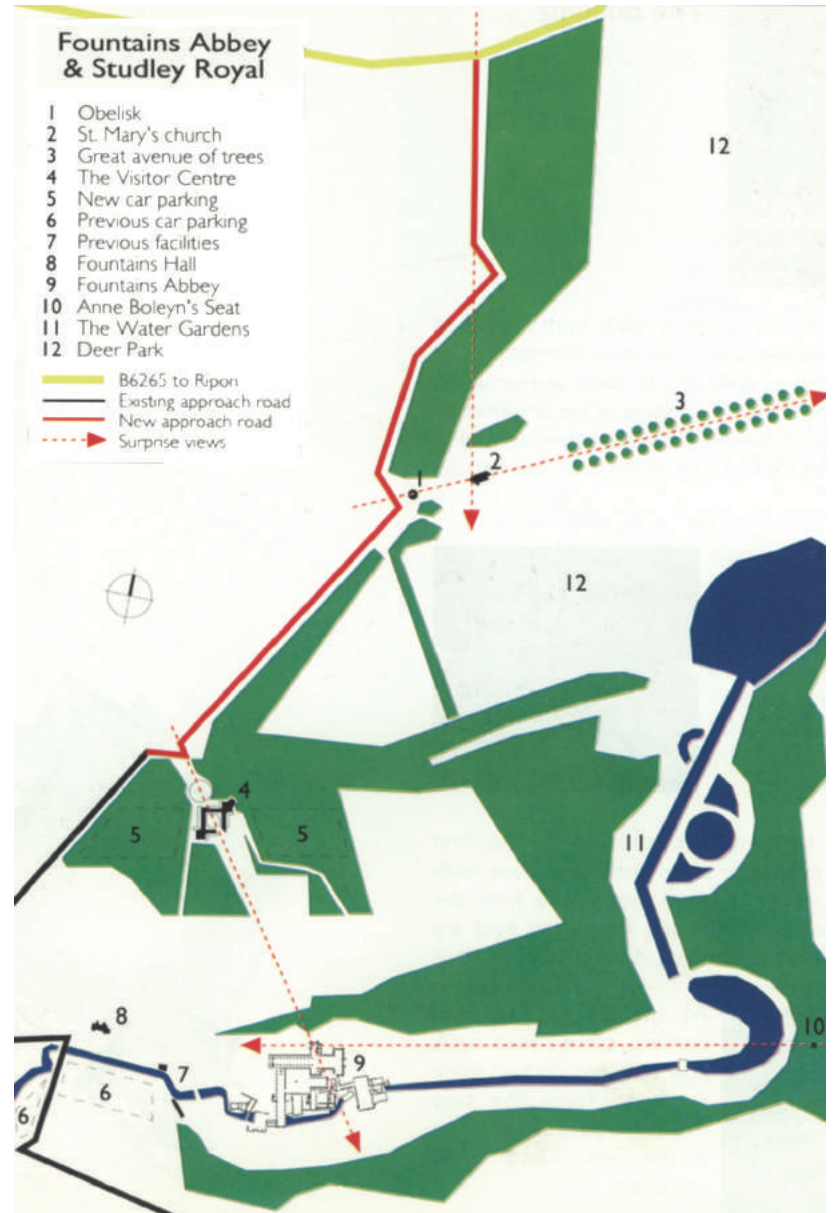 Fountains Abbey
& Studley Royal
1 Obelisk
2 St. Mary's church
3 Great avenue of trees
4 The Visitor Centre
5 New car parking
6 Previous car parking
7 Previous facilities
8 Fountains Hall
9 Fountains Abbey
10 Anne Boleyn's Seat
11 The Water Gardens
12 Deer Park
B6265 to Ripon
Existing approach road
New approach road
Surprise views
12
3
2
1
12
4
5
5
11
8
10
9
7
6
6